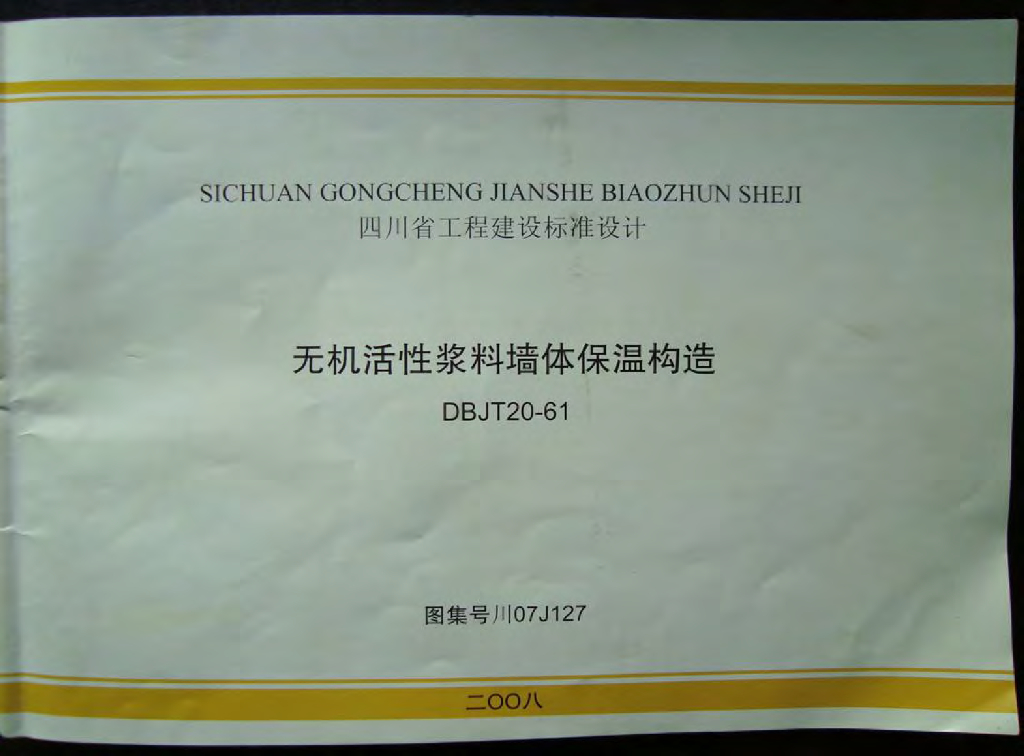 SICHUAN GONGCHENG JIANSHE BIAOZHUN SHEJI
四川省工程建设标准设计
无机活性浆料墙体保温构造
DBJT20-61
图集号川07J127
二〇〇八